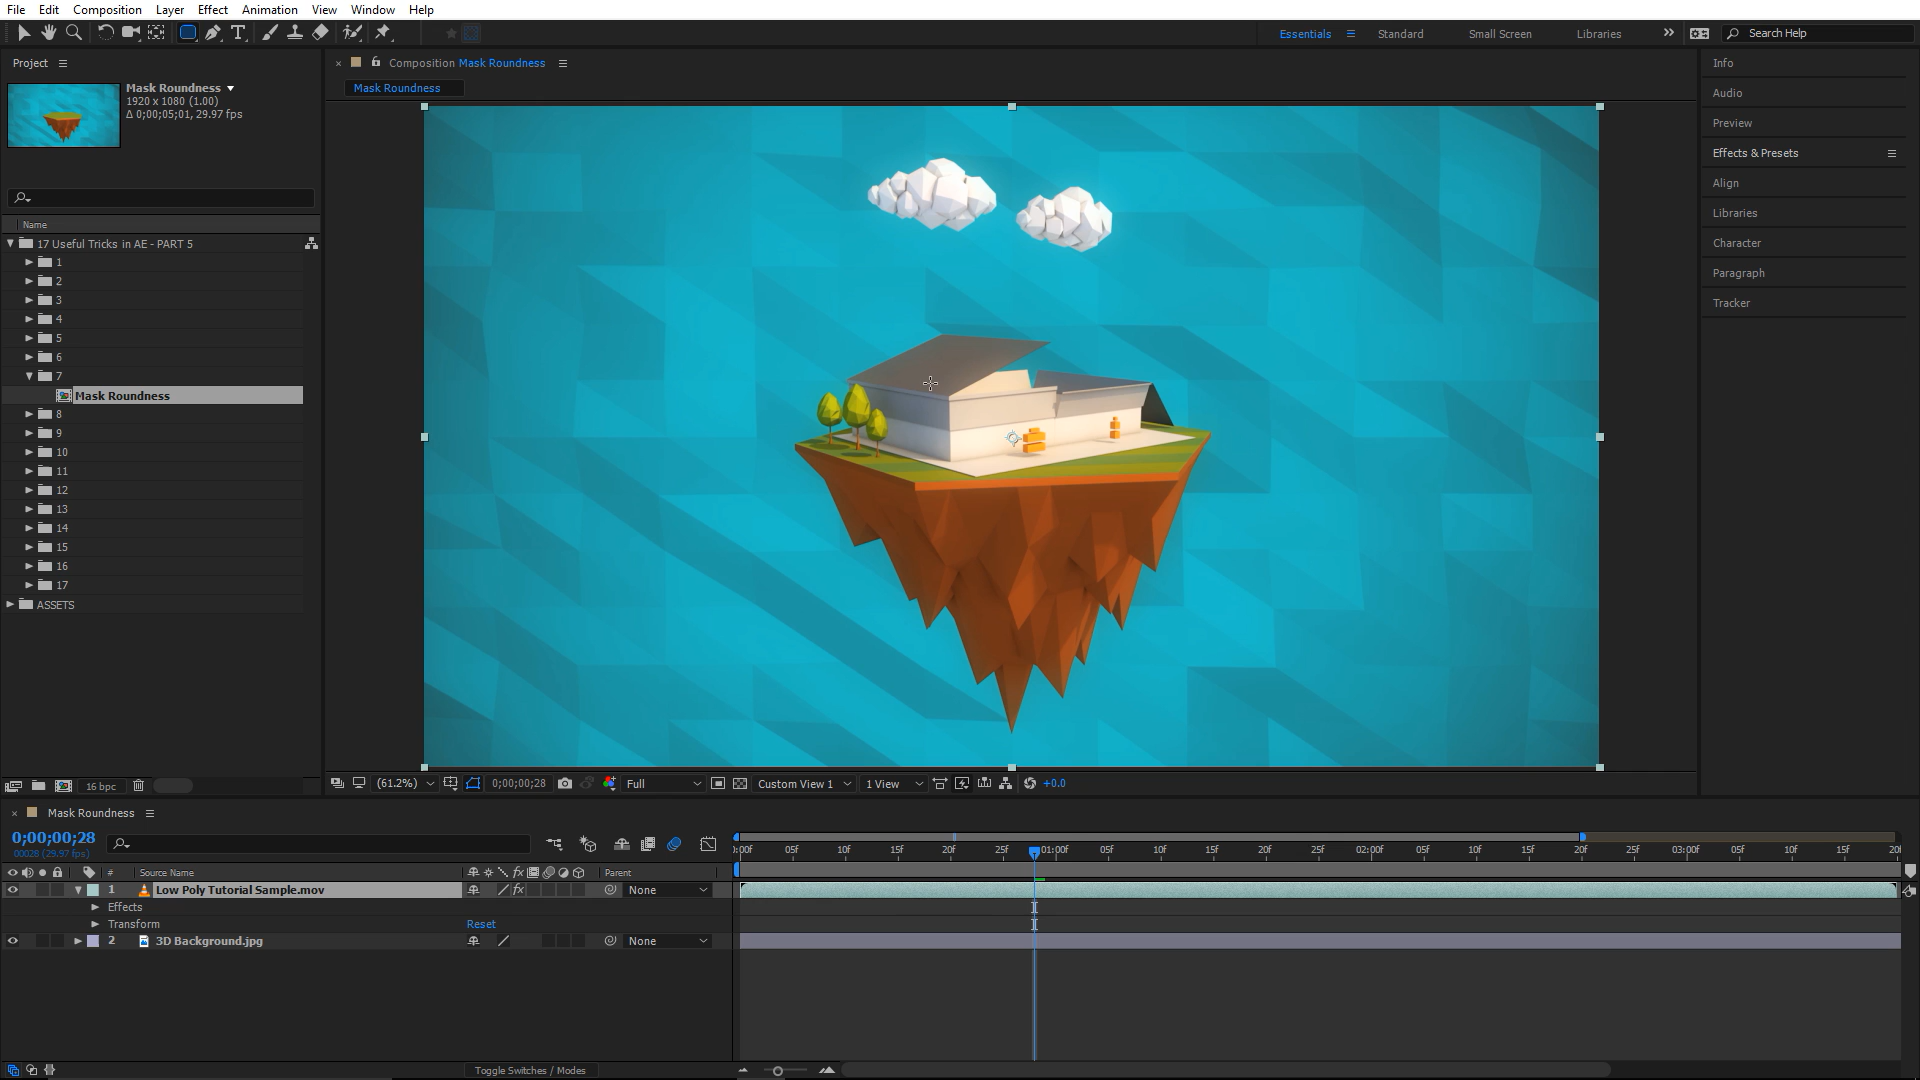 File Edit Composition Layer Effect Animation View Window Help
Essentials Standard Small Screen Libraries Search Help
Project
Mask Roundness
1920 x 1080 (1.00)
Δ 0;00;05;01, 29.97 fps
Name
17 Useful Tricks in AE - PART 5
1
2
3
4
5
6
7
Mask Roundness
8
9
10
11
12
13
14
15
16
17
ASSETS
16 bpc
Composition Mask Roundness
Mask Roundness
(61.2%) 0;00;00;28 Full Custom View 1 1 View +0.0
Info
Audio
Preview
Effects & Presets
Align
Libraries
Character
Paragraph
Tracker
Mask Roundness
0;00;00;28
00028 (29.97 fps)
:00f 05f 10f 15f 20f 25f 01:00f 05f 10f 15f 20f 25f 02:00f 05f 10f 15f 20f 25f 03:00f 05f 10f 15f 20f
# Source Name fx Parent
1 Low Poly Tutorial Sample.mov fx None
Effects
Transform Reset
2 3D Background.jpg None
Toggle Switches / Modes